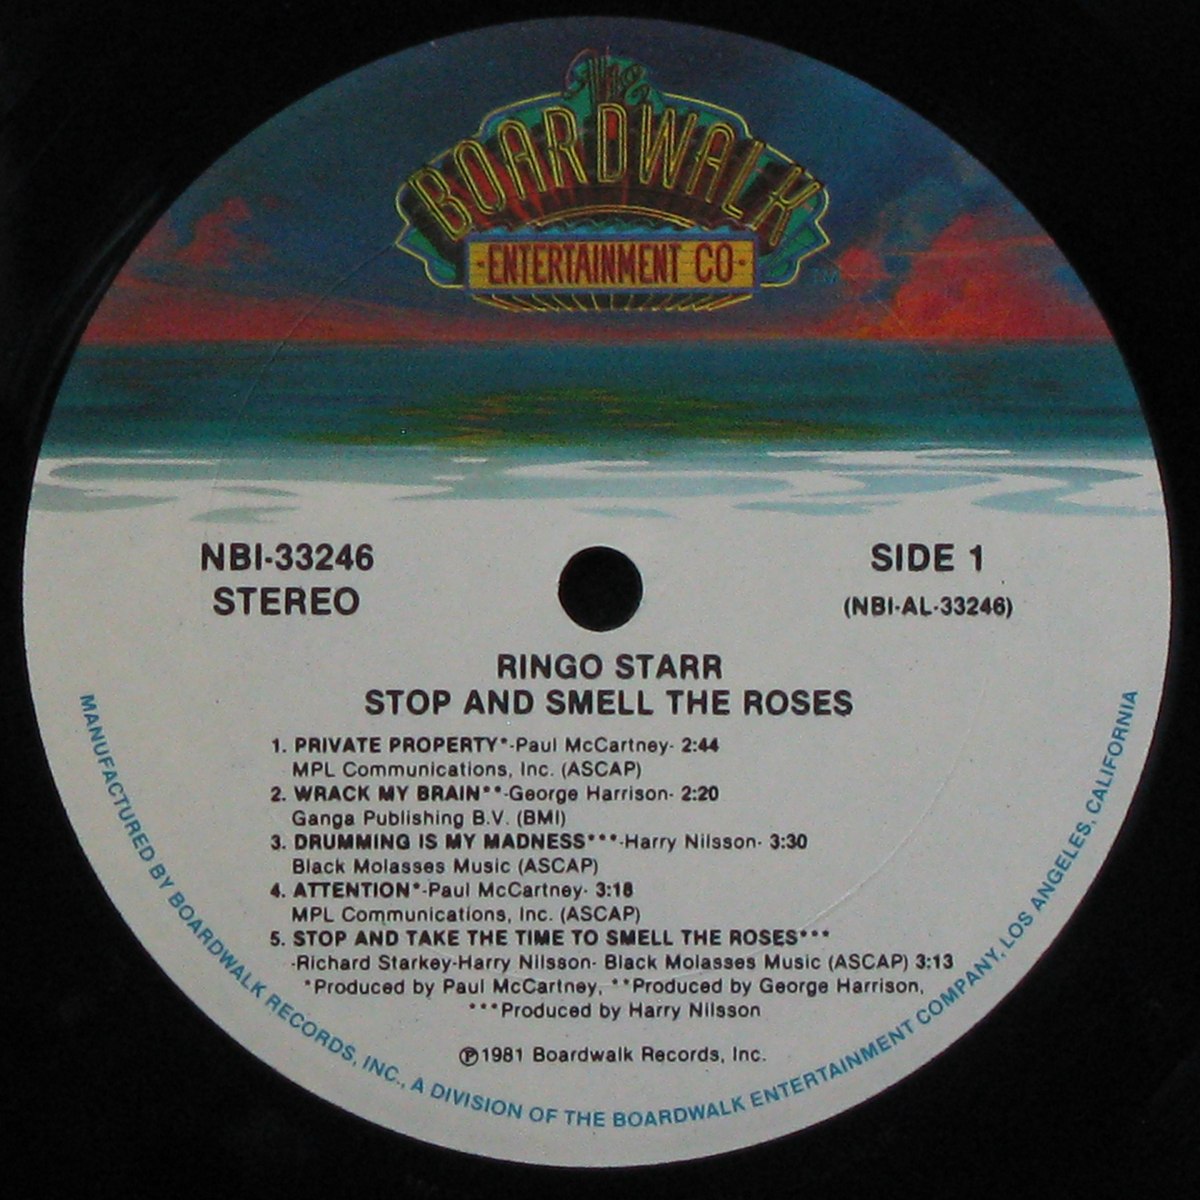 The
BOARDWALK
·ENTERTAINMENT CO·
NBI-33246
STEREO
SIDE 1
(NBI-AL-33246)
RINGO STARR
STOP AND SMELL THE ROSES
1. PRIVATE PROPERTY*-Paul McCartney- 2:44
MPL Communications, Inc. (ASCAP)
2. WRACK MY BRAIN**-George Harrison- 2:20
Ganga Publishing B.V. (BMI)
3. DRUMMING IS MY MADNESS***-Harry Nilsson- 3:30
Black Molasses Music (ASCAP)
4. ATTENTION*-Paul McCartney- 3:18
MPL Communications, Inc. (ASCAP)
5. STOP AND TAKE THE TIME TO SMELL THE ROSES***
-Richard Starkey-Harry Nilsson- Black Molasses Music (ASCAP) 3:13
*Produced by Paul McCartney, **Produced by George Harrison,
***Produced by Harry Nilsson
℗1981 Boardwalk Records, Inc.
MANUFACTURED BY BOARDWALK RECORDS, INC., A DIVISION OF THE BOARDWALK ENTERTAINMENT COMPANY, LOS ANGELES, CALIFORNIA